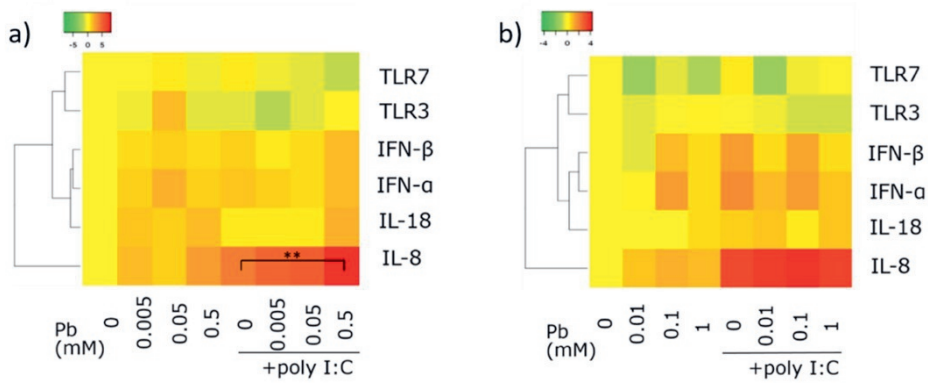 a)
-5 0 5
TLR7
TLR3
IFN-β
IFN-α
IL-18
IL-8
**
Pb
(mM)
0
0.005
0.05
0.5
0
0.005
0.05
0.5
+poly I:C
b)
-4 0 4
TLR7
TLR3
IFN-β
IFN-α
IL-18
IL-8
Pb
(mM)
0
0.01
0.1
1
0
0.01
0.1
1
+poly I:C